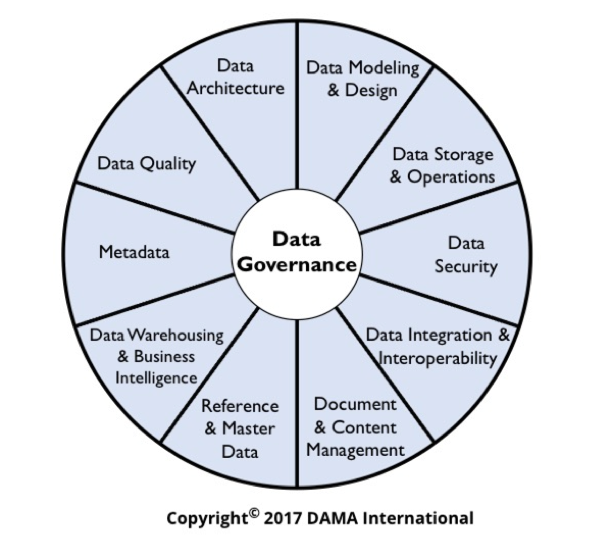 Data
Architecture
Data Modeling
& Design
Data Storage
& Operations
Data
Security
Data Integration &
Interoperability
Document
& Content
Management
Reference
& Master
Data
Data Warehousing
& Business
Intelligence
Metadata
Data Quality
Data
Governance
Copyright© 2017 DAMA International